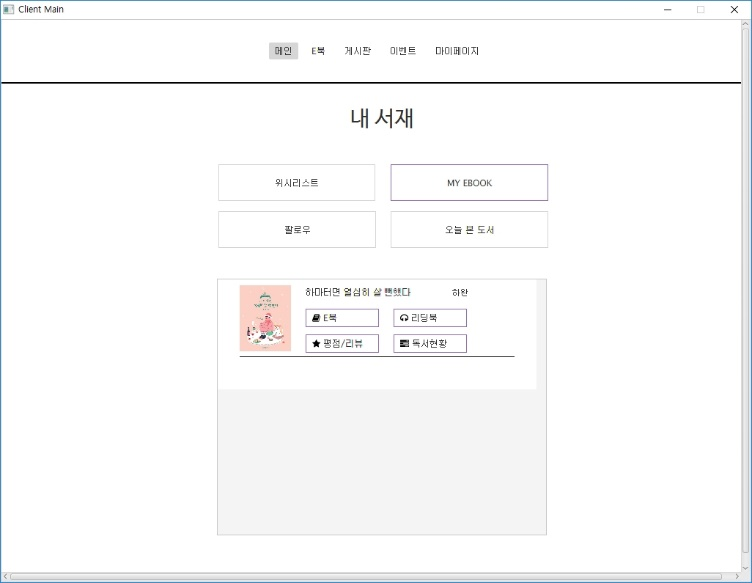 Client Main
메인 E북 게시판 이벤트 마이페이지
내 서재
위시리스트 MY EBOOK
팔로우 오늘 본 도서
하마터면 열심히 살 뻔했다 하완
E북 리딩북
평점/리뷰 독서현황